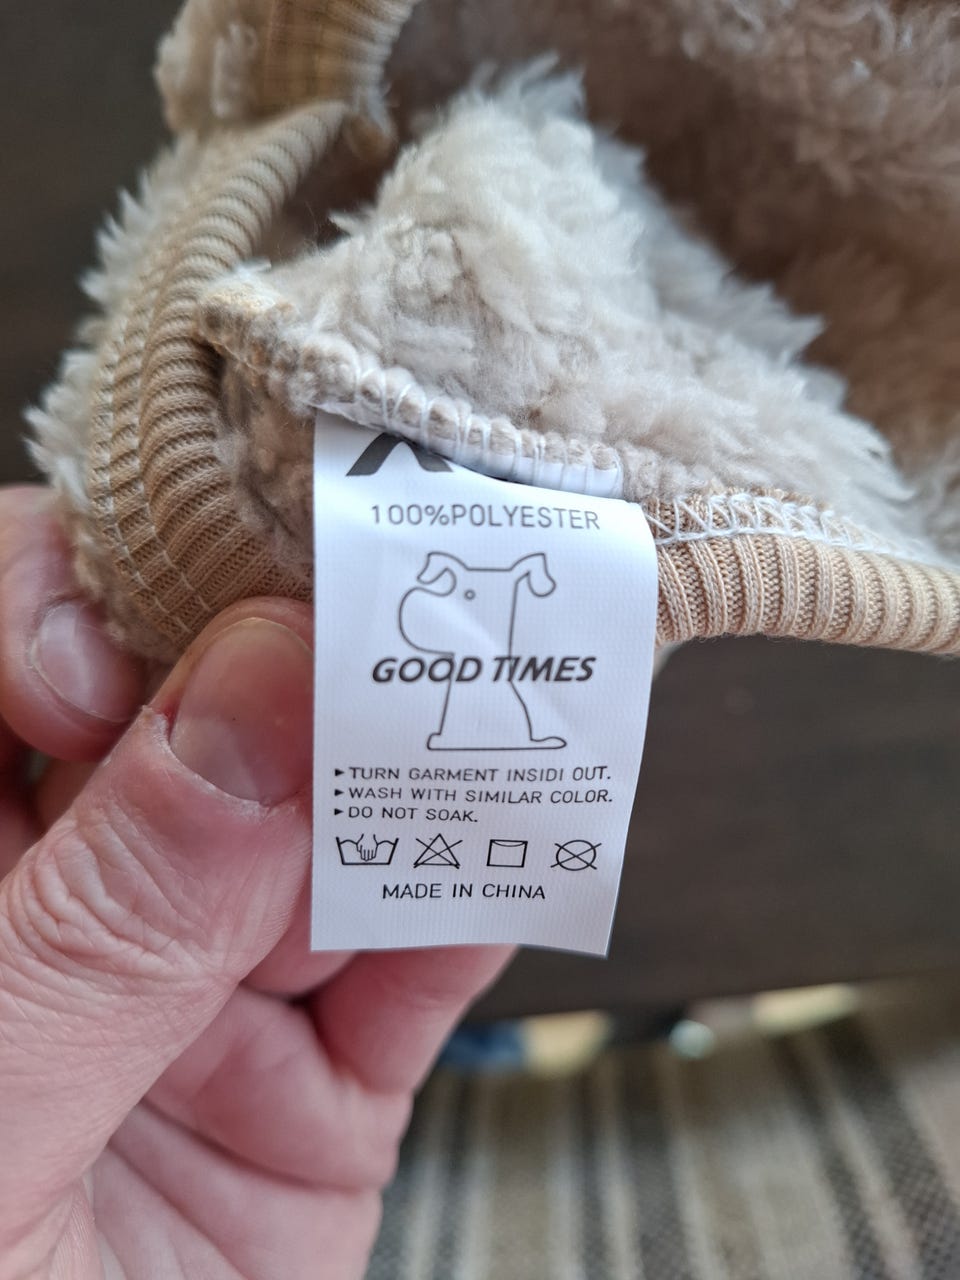 100%POLYESTER
GOOD TIMES
▸TURN GARMENT INSIDI OUT.
▸WASH WITH SIMILAR COLOR.
▸DO NOT SOAK.
MADE IN CHINA